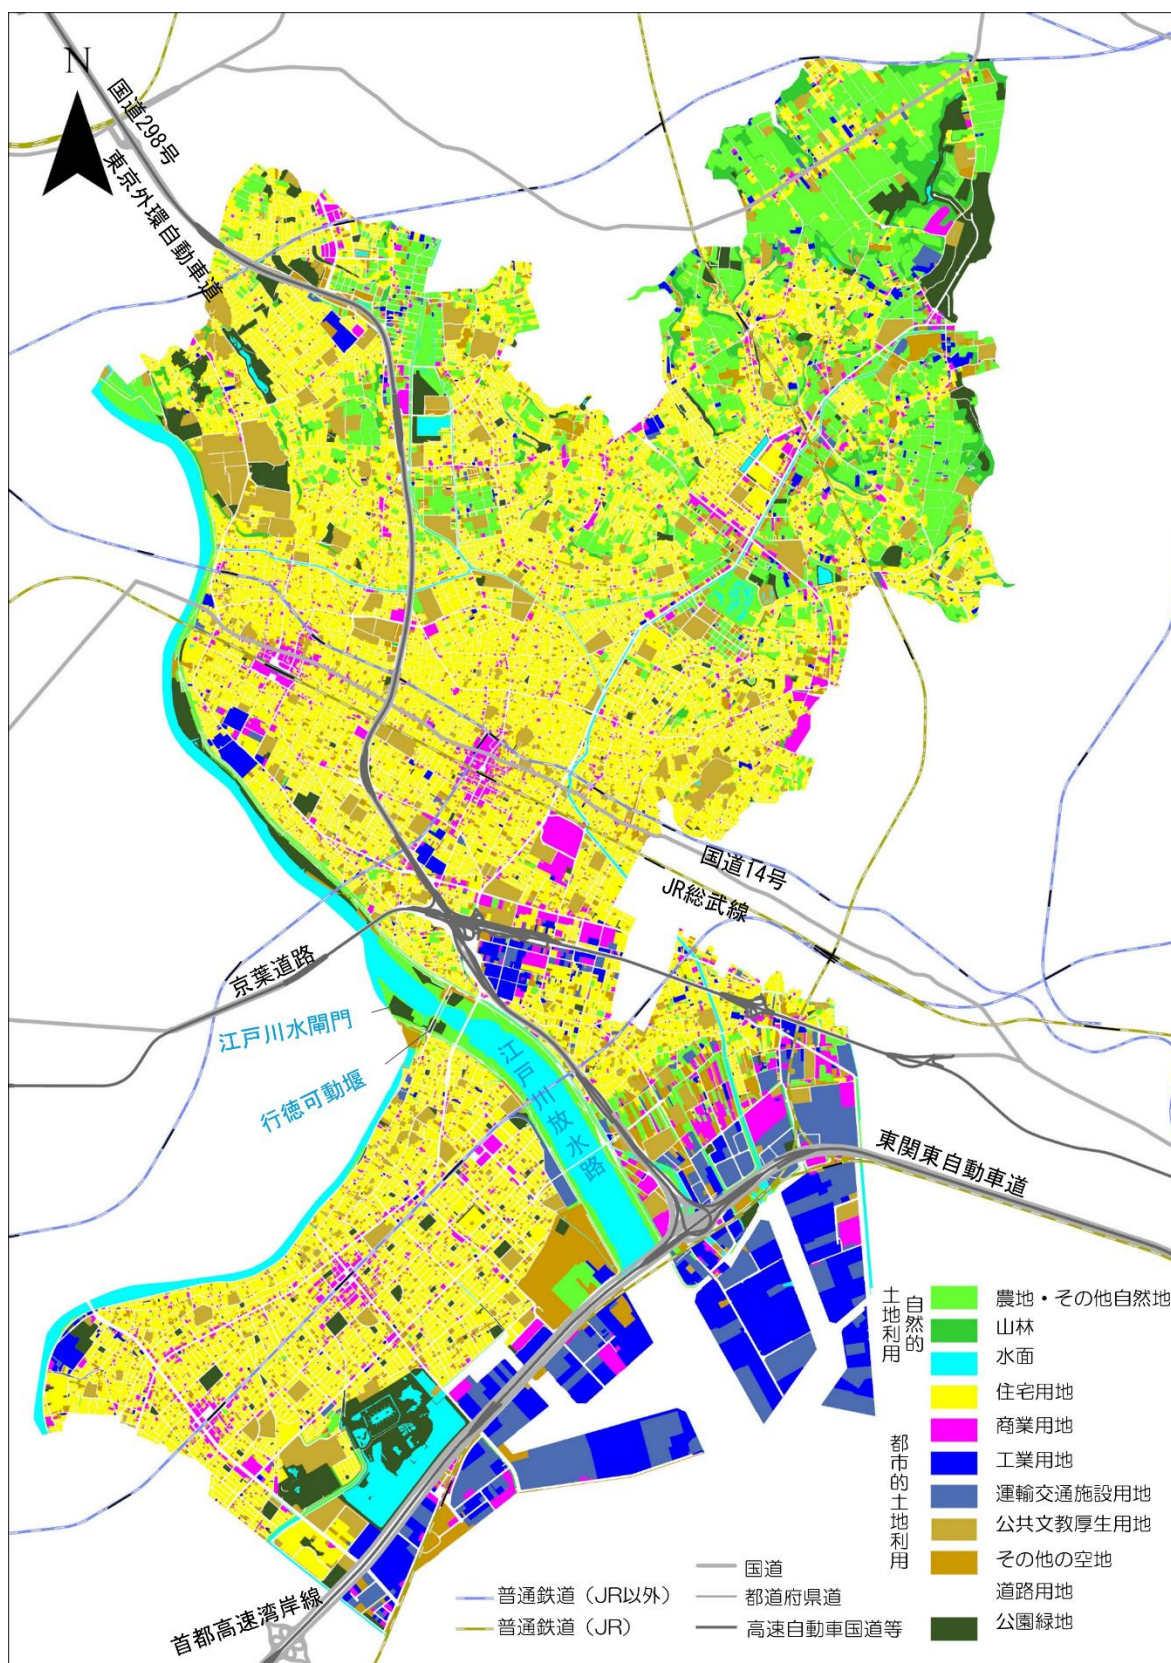 N
国道298号
東京外環自動車道
国道14号
JR総武線
京葉道路
江戸川水閘門
行徳可動堰
江戸川放水路
東関東自動車道
首都高速湾岸線
自然的
土地利用
農地・その他自然地
山林
水面
都市的土地利用
住宅用地
商業用地
工業用地
運輸交通施設用地
公共文教厚生用地
その他の空地
道路用地
公園緑地
国道
普通鉄道（JR以外）
都道府県道
普通鉄道（JR）
高速自動車国道等